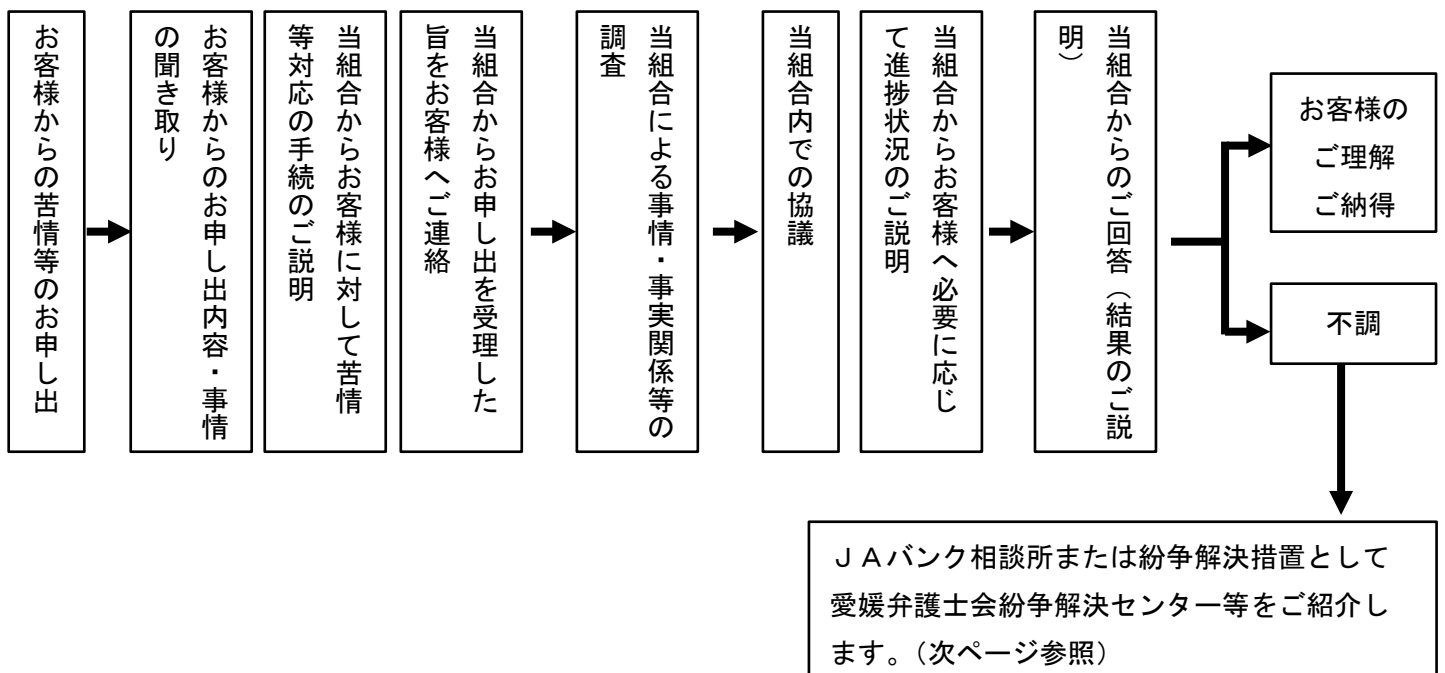 お客様からの苦情等のお申し出
お客様からのお申し出内容・事情
の聞き取り
当組合からお客様に対して苦情
等対応の手続のご説明
当組合からお申し出を受理した
旨をお客様へご連絡
当組合による事情・事実関係等の
調査
当組合内での協議
当組合からお客様へ必要に応じ
て進捗状況のご説明
当組合からのご回答（結果のご説
明）
お客様の
ご理解
ご納得
不調
ＪＡバンク相談所または紛争解決措置として
愛媛弁護士会紛争解決センター等をご紹介し
ます。（次ページ参照）